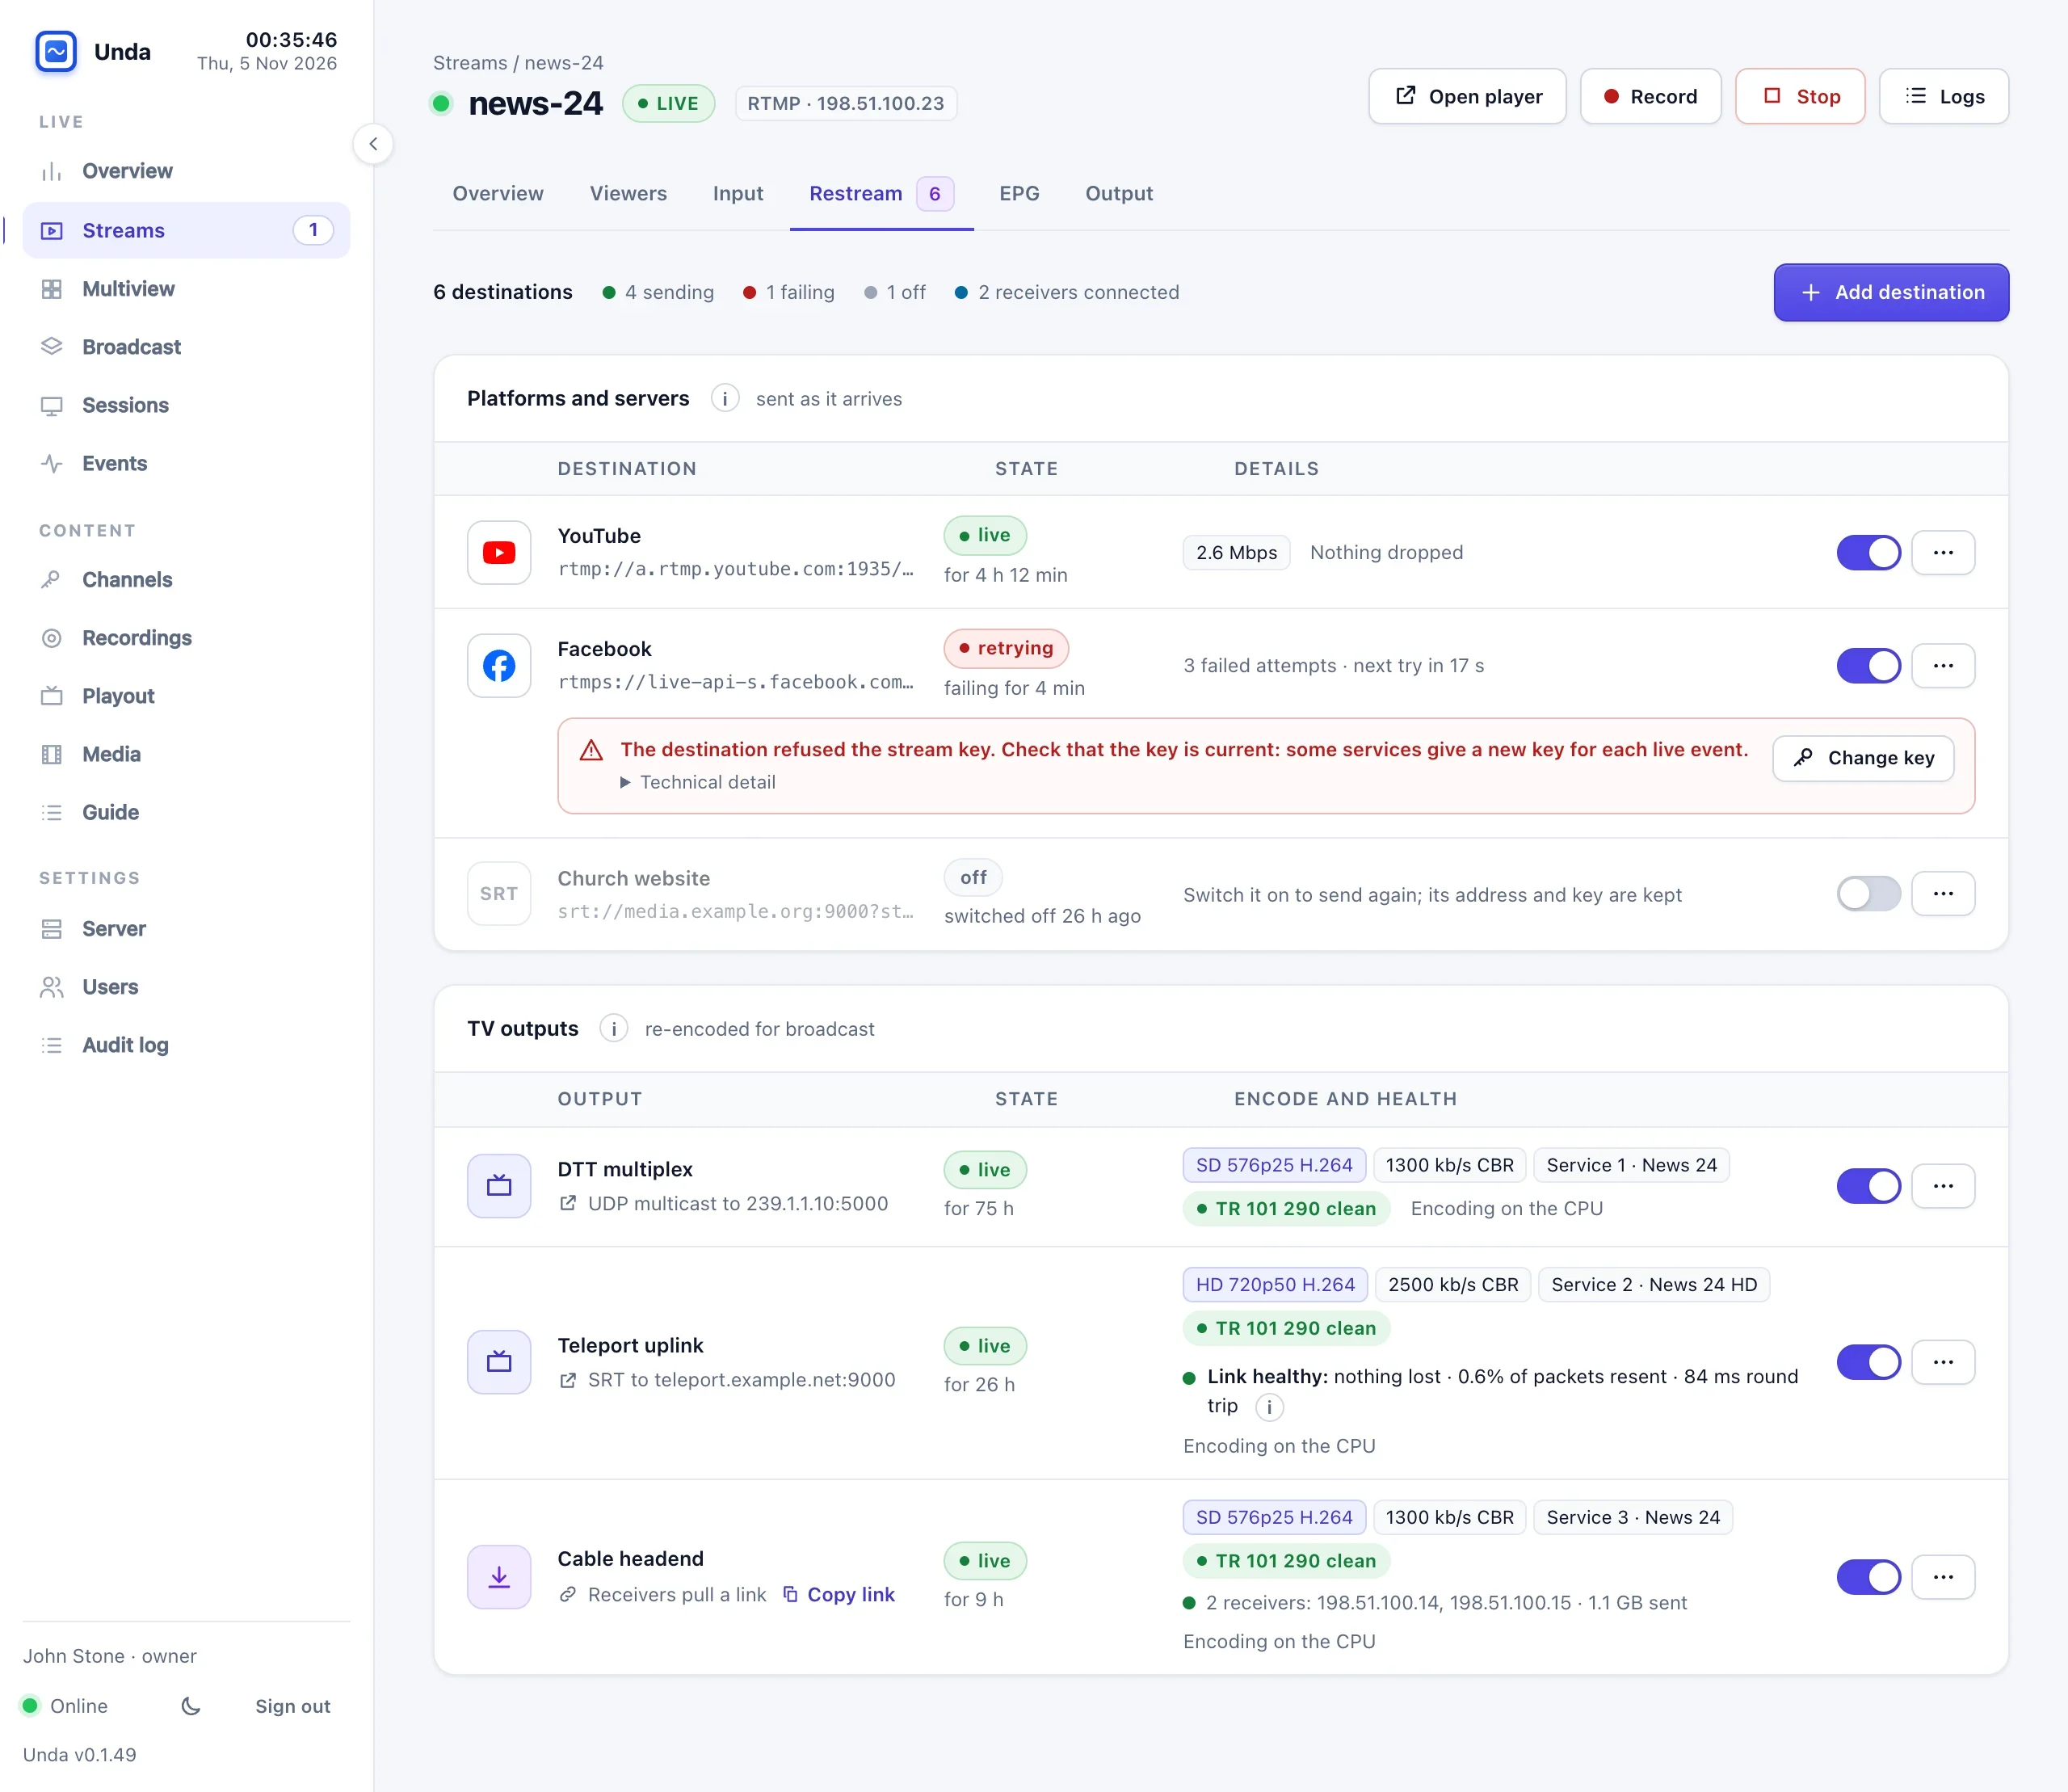 Unda
00:35:46
Thu, 5 Nov 2026
LIVE
Overview
Streams 1
Multiview
Broadcast
Sessions
Events
CONTENT
Channels
Recordings
Playout
Media
Guide
SETTINGS
Server
Users
Audit log
John Stone · owner
Online Sign out
Unda v0.1.49
Streams / news-24
news-24 LIVE RTMP · 198.51.100.23
Open player Record Stop Logs
Overview Viewers Input Restream 6 EPG Output
6 destinations 4 sending 1 failing 1 off 2 receivers connected
Add destination
Platforms and servers i sent as it arrives
DESTINATION STATE DETAILS
YouTube
rtmp://a.rtmp.youtube.com:1935/…
live
for 4 h 12 min
2.6 Mbps Nothing dropped
Facebook
rtmps://live-api-s.facebook.com…
retrying
failing for 4 min
3 failed attempts · next try in 17 s
The destination refused the stream key. Check that the key is current: some services give a new key for each live event.
Technical detail
Change key
SRT
Church website
srt://media.example.org:9000?st…
off
switched off 26 h ago
Switch it on to send again; its address and key are kept
TV outputs i re-encoded for broadcast
OUTPUT STATE ENCODE AND HEALTH
DTT multiplex
UDP multicast to 239.1.1.10:5000
live
for 75 h
SD 576p25 H.264 1300 kb/s CBR Service 1 · News 24
TR 101 290 clean Encoding on the CPU
Teleport uplink
SRT to teleport.example.net:9000
live
for 26 h
HD 720p50 H.264 2500 kb/s CBR Service 2 · News 24 HD
TR 101 290 clean
Link healthy: nothing lost · 0.6% of packets resent · 84 ms round
trip i
Encoding on the CPU
Cable headend
Receivers pull a link Copy link
live
for 9 h
SD 576p25 H.264 1300 kb/s CBR Service 3 · News 24
TR 101 290 clean
2 receivers: 198.51.100.14, 198.51.100.15 · 1.1 GB sent
Encoding on the CPU